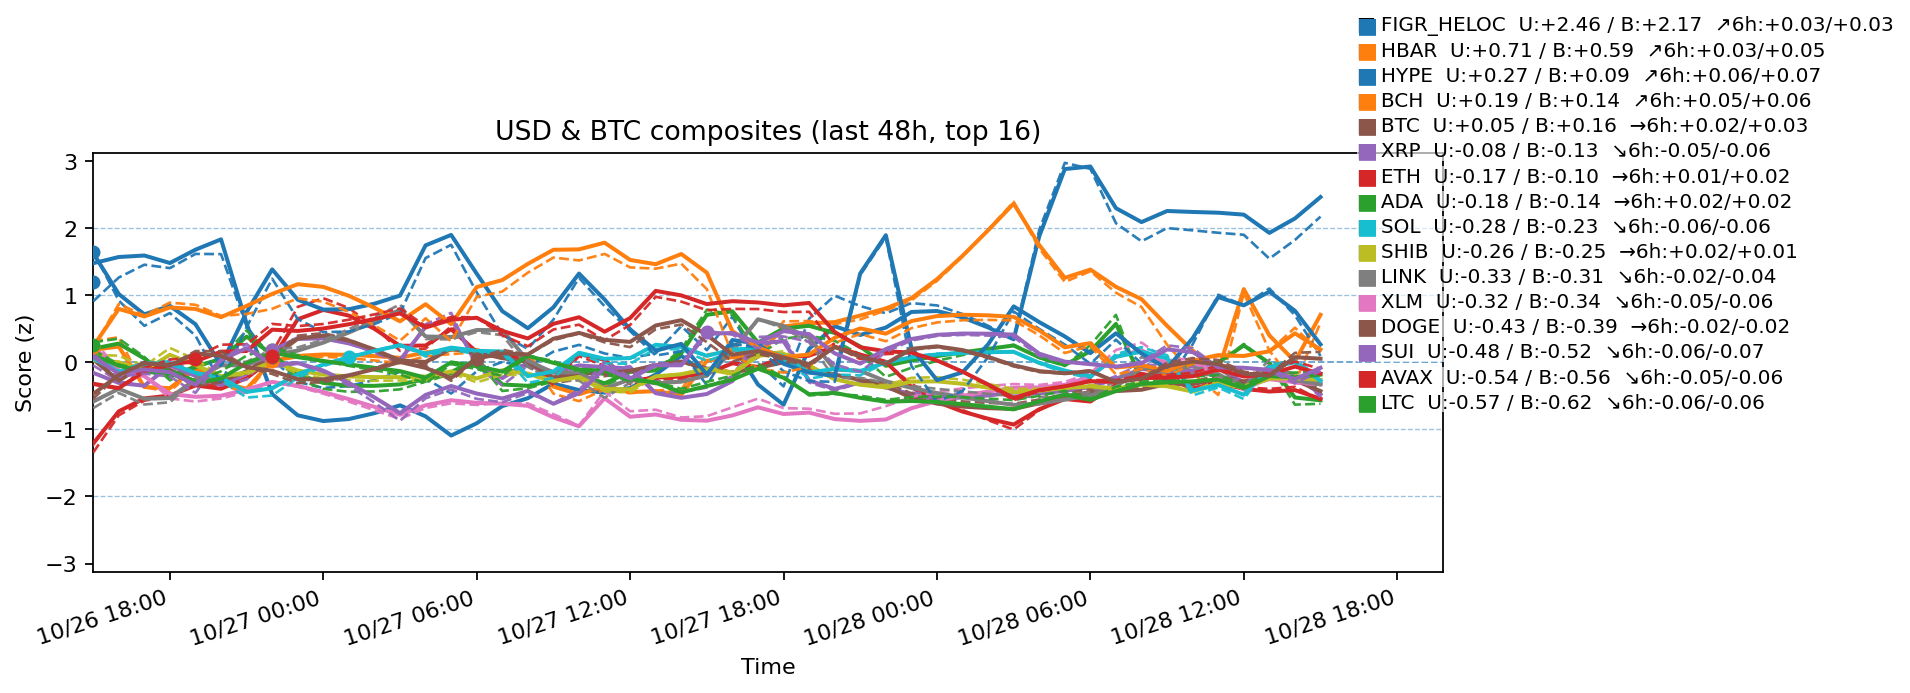 FIGR_HELOC U:+2.46 / B:+2.17 ↗6h:+0.03/+0.03
HBAR U:+0.71 / B:+0.59 ↗6h:+0.03/+0.05
HYPE U:+0.27 / B:+0.09 ↗6h:+0.06/+0.07
BCH U:+0.19 / B:+0.14 ↗6h:+0.05/+0.06
BTC U:+0.05 / B:+0.16 →6h:+0.02/+0.03
XRP U:-0.08 / B:-0.13 ↘6h:-0.05/-0.06
ETH U:-0.17 / B:-0.10 →6h:+0.01/+0.02
ADA U:-0.18 / B:-0.14 →6h:+0.02/+0.02
SOL U:-0.28 / B:-0.23 ↘6h:-0.06/-0.06
SHIB U:-0.26 / B:-0.25 →6h:+0.02/+0.01
LINK U:-0.33 / B:-0.31 ↘6h:-0.02/-0.04
XLM U:-0.32 / B:-0.34 ↘6h:-0.05/-0.06
DOGE U:-0.43 / B:-0.39 →6h:-0.02/-0.02
SUI U:-0.48 / B:-0.52 ↘6h:-0.06/-0.07
AVAX U:-0.54 / B:-0.56 ↘6h:-0.05/-0.06
LTC U:-0.57 / B:-0.62 ↘6h:-0.06/-0.06
USD & BTC composites (last 48h, top 16)
Score (z)
3
2
1
0
−1
−2
−3
10/26 18:00
10/27 00:00
10/27 06:00
10/27 12:00
10/27 18:00
10/28 00:00
10/28 06:00
10/28 12:00
10/28 18:00
Time